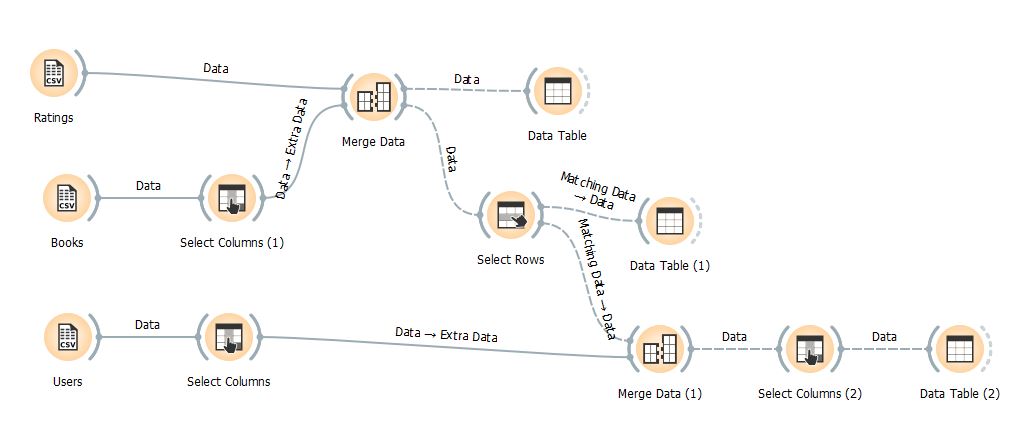 CSV
Ratings
Data
Data → Extra Data
Merge Data
Data
Data Table
Data
CSV
Books
Data
Select Columns (1)
Select Rows
Matching Data
→ Data
Data Table (1)
Matching Data → Data
CSV
Users
Data
Select Columns
Data → Extra Data
Merge Data (1)
Data
Select Columns (2)
Data
Data Table (2)